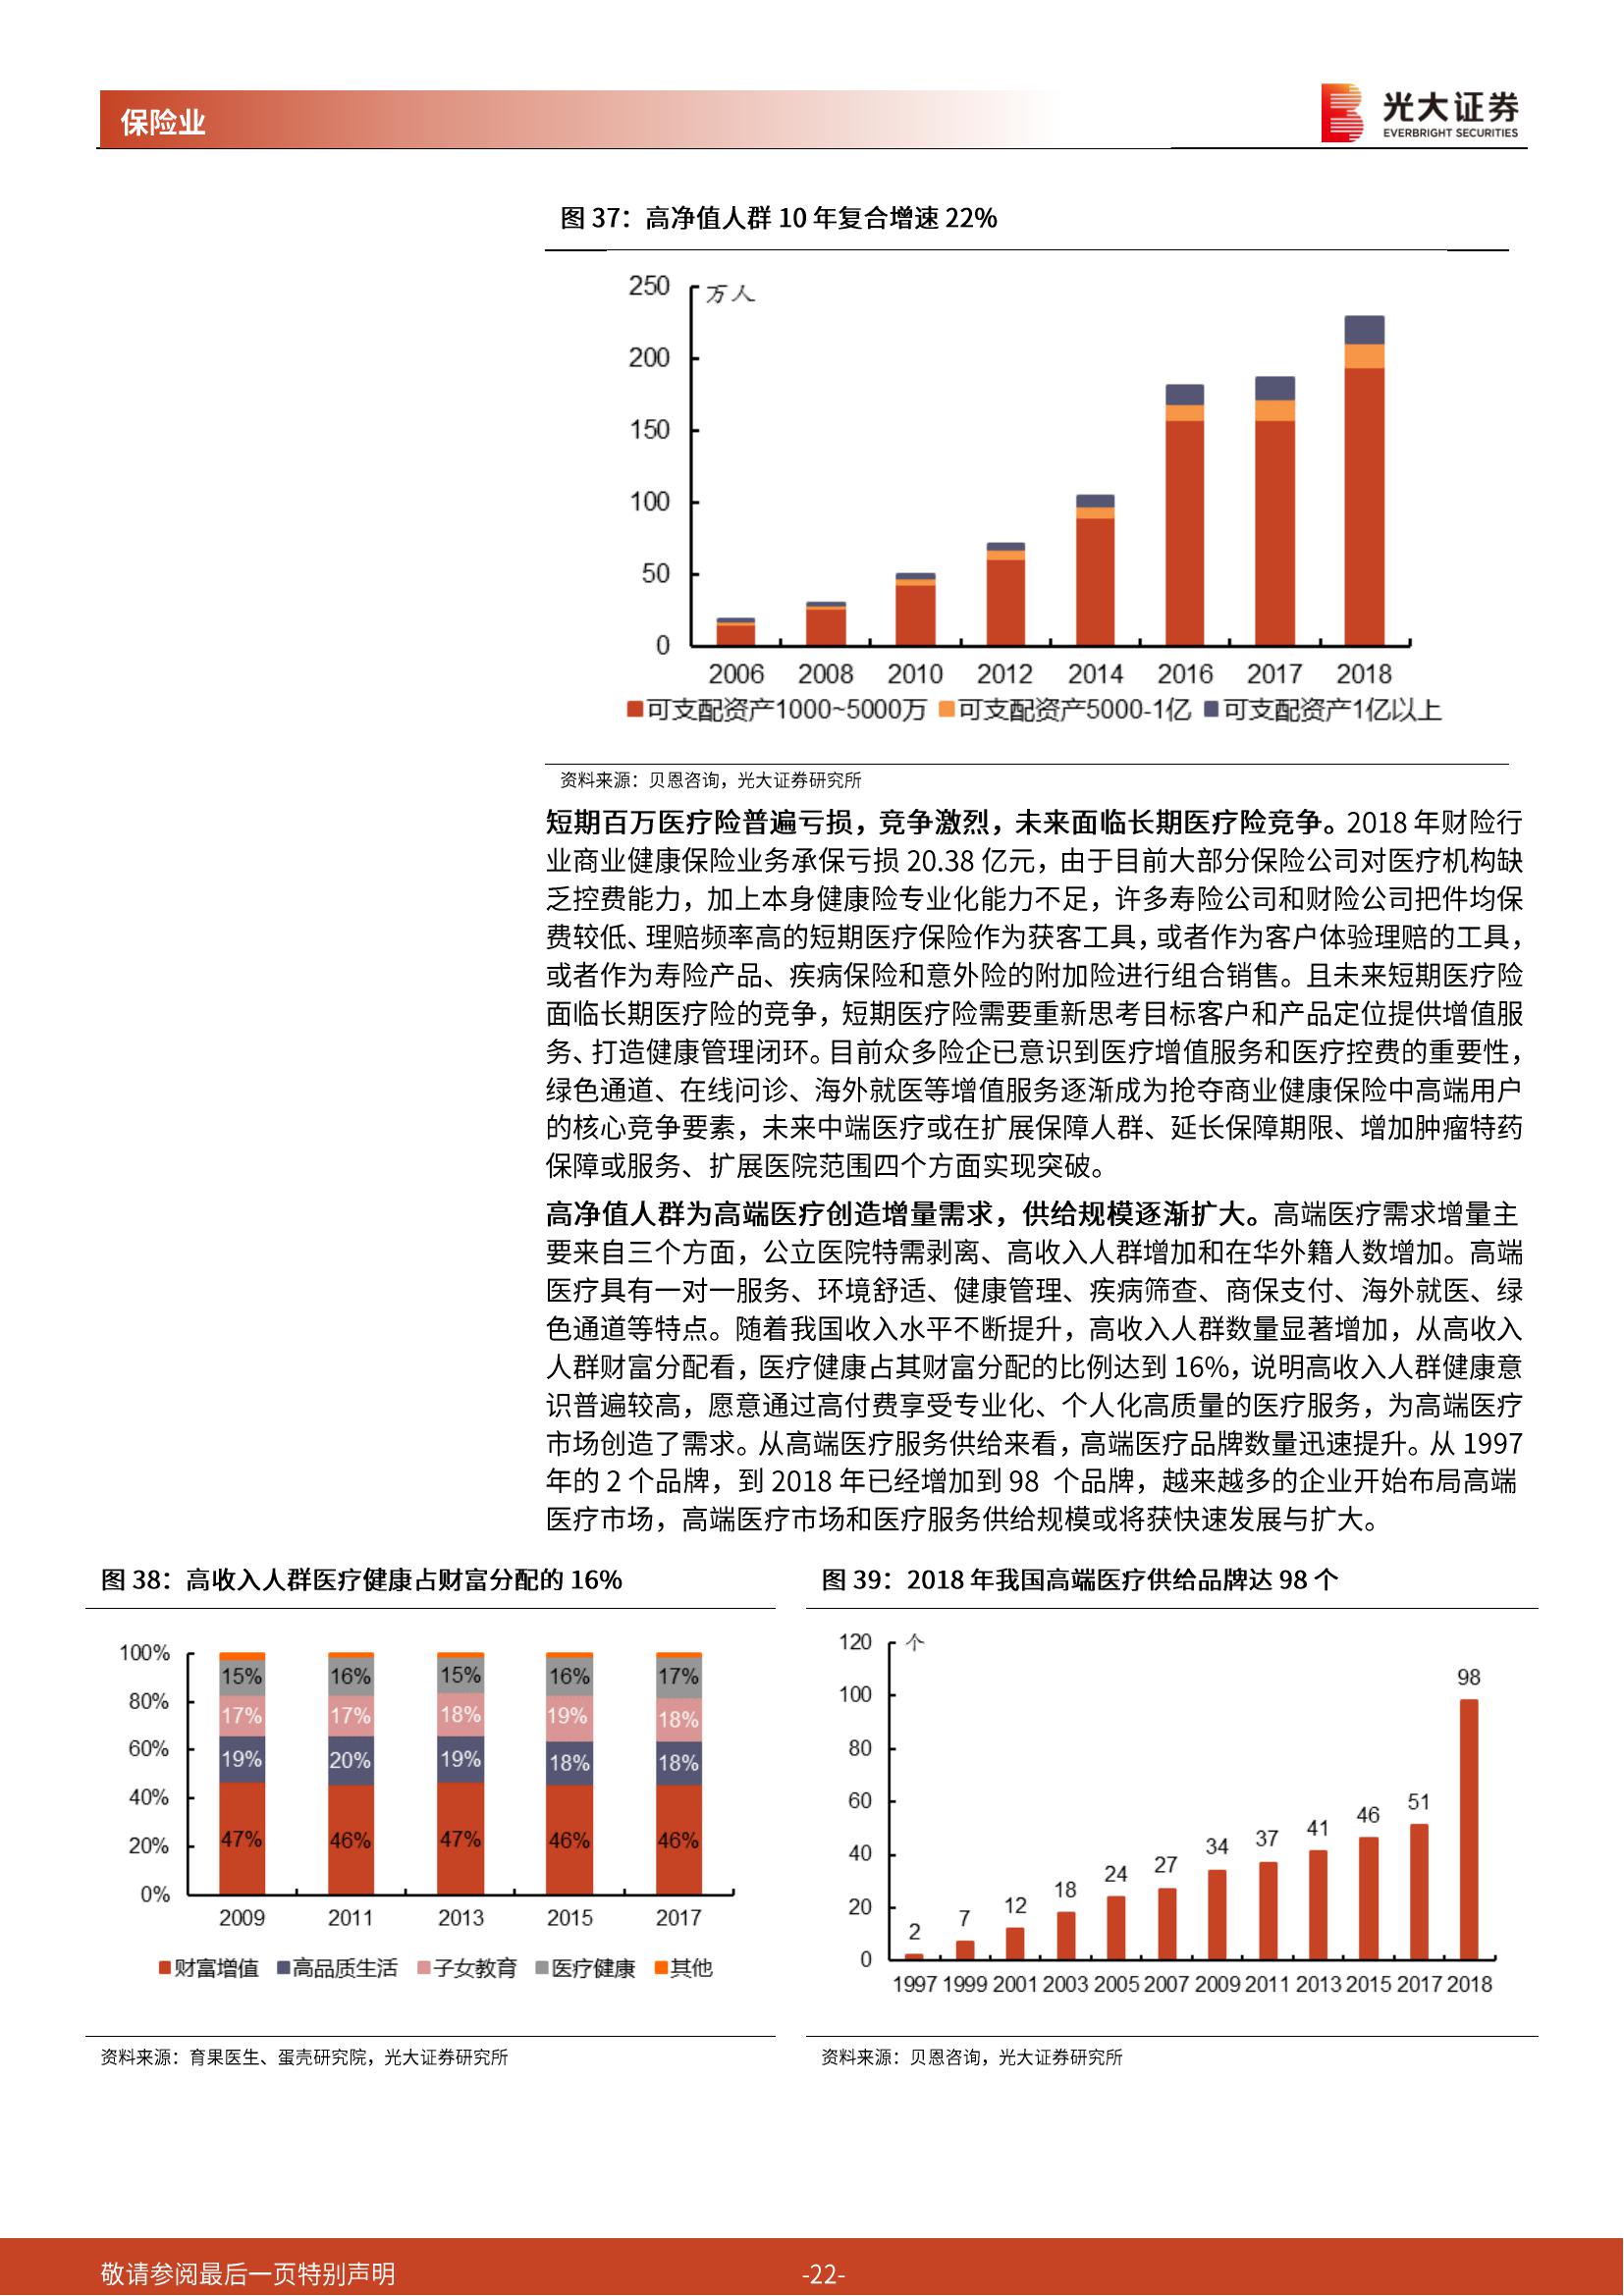 保险业
光大证券
EVERBRIGHT SECURITIES
图 37：高净值人群 10 年复合增速 22%
250
万人
200
150
100
50
0
2006 2008 2010 2012 2014 2016 2017 2018
可支配资产1000~5000万 可支配资产5000-1亿 可支配资产1亿以上
资料来源：贝恩咨询，光大证券研究所
短期百万医疗险普遍亏损，竞争激烈，未来面临长期医疗险竞争。2018 年财险行
业商业健康保险业务承保亏损 20.38 亿元，由于目前大部分保险公司对医疗机构缺
乏控费能力，加上本身健康险专业化能力不足，许多寿险公司和财险公司把件均保
费较低、理赔频率高的短期医疗保险作为获客工具，或者作为客户体验理赔的工具，
或者作为寿险产品、疾病保险和意外险的附加险进行组合销售。且未来短期医疗险
面临长期医疗险的竞争，短期医疗险需要重新思考目标客户和产品定位提供增值服
务、打造健康管理闭环。目前众多险企已意识到医疗增值服务和医疗控费的重要性，
绿色通道、在线问诊、海外就医等增值服务逐渐成为抢夺商业健康保险中高端用户
的核心竞争要素，未来中端医疗或在扩展保障人群、延长保障期限、增加肿瘤特药
保障或服务、扩展医院范围四个方面实现突破。
高净值人群为高端医疗创造增量需求，供给规模逐渐扩大。高端医疗需求增量主
要来自三个方面，公立医院特需剥离、高收入人群增加和在华外籍人数增加。高端
医疗具有一对一服务、环境舒适、健康管理、疾病筛查、商保支付、海外就医、绿
色通道等特点。随着我国收入水平不断提升，高收入人群数量显著增加，从高收入
人群财富分配看，医疗健康占其财富分配的比例达到 16%，说明高收入人群健康意
识普遍较高，愿意通过高付费享受专业化、个人化高质量的医疗服务，为高端医疗
市场创造了需求。从高端医疗服务供给来看，高端医疗品牌数量迅速提升。从 1997
年的 2 个品牌，到 2018 年已经增加到 98 个品牌，越来越多的企业开始布局高端
医疗市场，高端医疗市场和医疗服务供给规模或将获快速发展与扩大。
图 38：高收入人群医疗健康占财富分配的 16%
100%
80%
60%
40%
20%
0%
15% 16% 15% 16% 17%
17% 17% 18% 19% 18%
19% 20% 19% 18% 18%
47% 46% 47% 46% 46%
2009 2011 2013 2015 2017
财富增值 高品质生活 子女教育 医疗健康 其他
资料来源：育果医生、蛋壳研究院，光大证券研究所
图 39：2018 年我国高端医疗供给品牌达 98 个
120
个
100
80
60
40
20
0
2 7 12 18 24 27 34 37 41 46 51 98
1997 1999 2001 2003 2005 2007 2009 2011 2013 2015 2017 2018
资料来源：贝恩咨询，光大证券研究所
敬请参阅最后一页特别声明
-22-